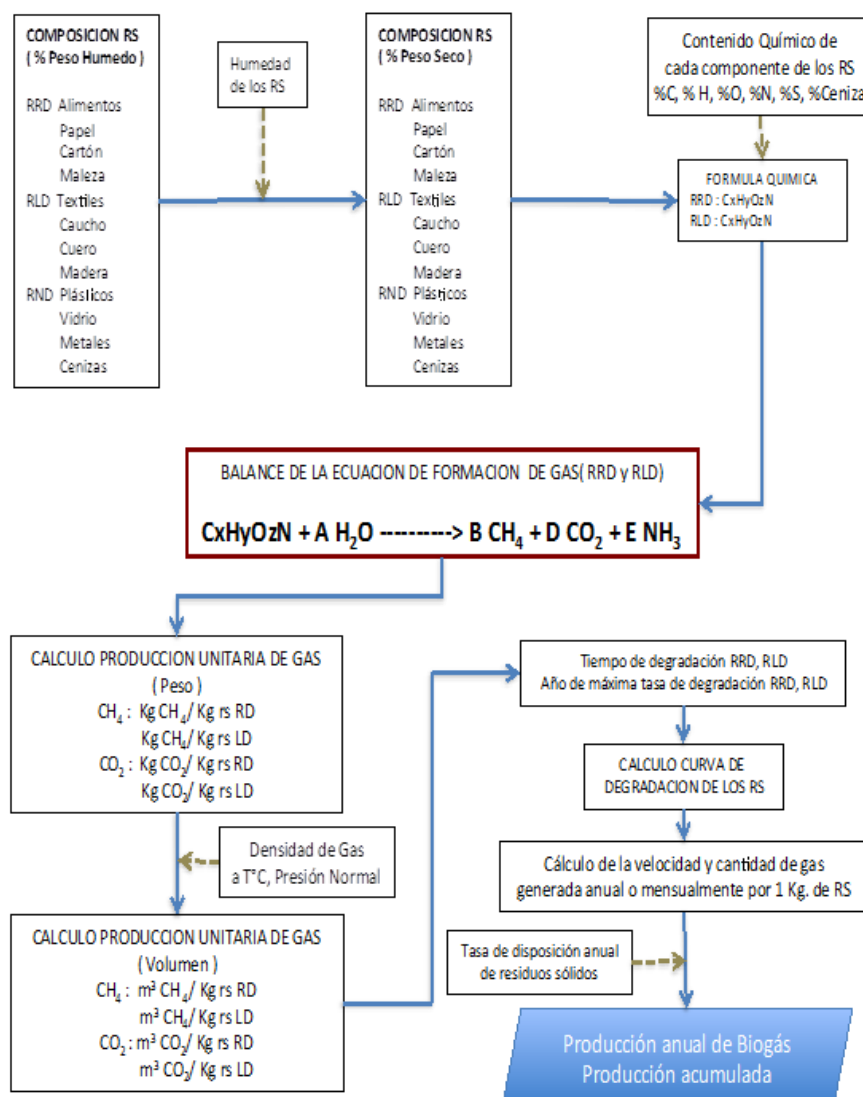 COMPOSICION RS
( % Peso Humedo )
RRD Alimentos
Papel
Cartón
Maleza
RLD Textiles
Caucho
Cuero
Madera
RND Plásticos
Vidrio
Metales
Cenizas
Humedad
de los RS
COMPOSICION RS
( % Peso Seco )
RRD Alimentos
Papel
Cartón
Maleza
RLD Textiles
Caucho
Cuero
Madera
RND Plásticos
Vidrio
Metales
Cenizas
Contenido Químico de
cada componente de los RS
%C, % H, %O, %N, %S, %Ceniza
FORMULA QUIMICA
RRD : CxHyOzN
RLD : CxHyOzN
BALANCE DE LA ECUACION DE FORMACION DE GAS( RRD y RLD)
CxHyOzN + A H₂O ----------> B CH₄ + D CO₂ + E NH₃
CALCULO PRODUCCION UNITARIA DE GAS
( Peso )
CH₄ : Kg CH₄/ Kg rs RD
Kg CH₄/ Kg rs LD
CO₂ : Kg CO₂/ Kg rs RD
Kg CO₂/ Kg rs LD
Densidad de Gas
a T°C, Presión Normal
CALCULO PRODUCCION UNITARIA DE GAS
( Volumen )
CH₄ : m³ CH₄/ Kg rs RD
m³ CH₄/ Kg rs LD
CO₂ : m³ CO₂/ Kg rs RD
m³ CO₂/ Kg rs LD
Tiempo de degradación RRD, RLD
Año de máxima tasa de degradación RRD, RLD
CALCULO CURVA DE
DEGRADACION DE LOS RS
Cálculo de la velocidad y cantidad de gas
generada anual o mensualmente por 1 Kg. de RS
Tasa de disposición anual
de residuos sólidos
Producción anual de Biogás
Producción acumulada